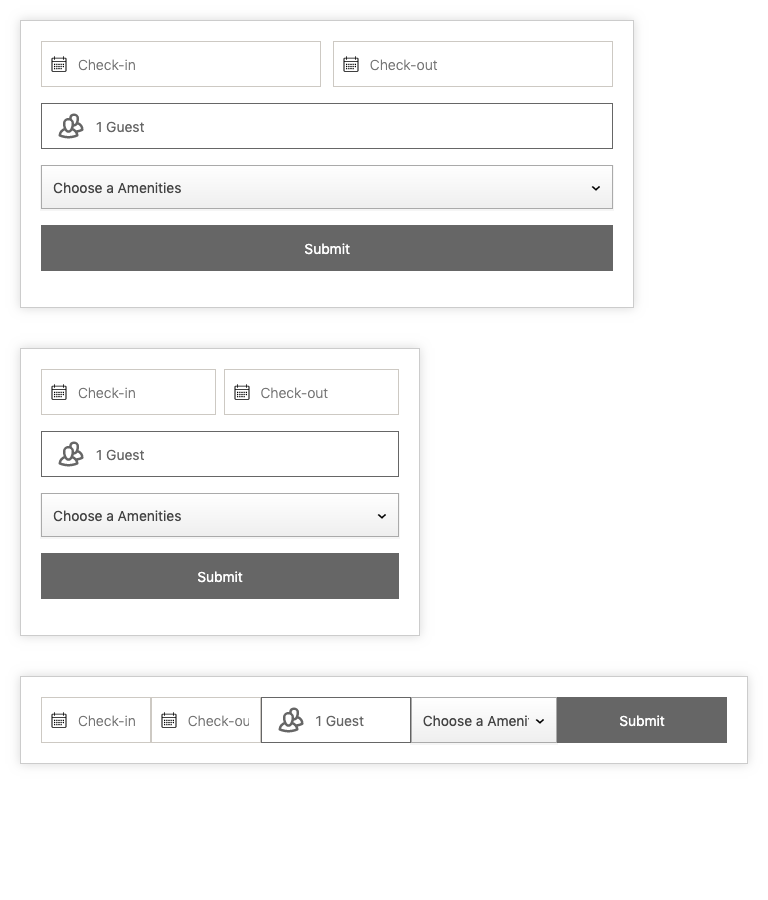 Check-in Check-out
1 Guest
Choose a Amenities
Submit
Check-in Check-out
1 Guest
Choose a Amenities
Submit
Check-in Check-ou 1 Guest Choose a Ameni Submit